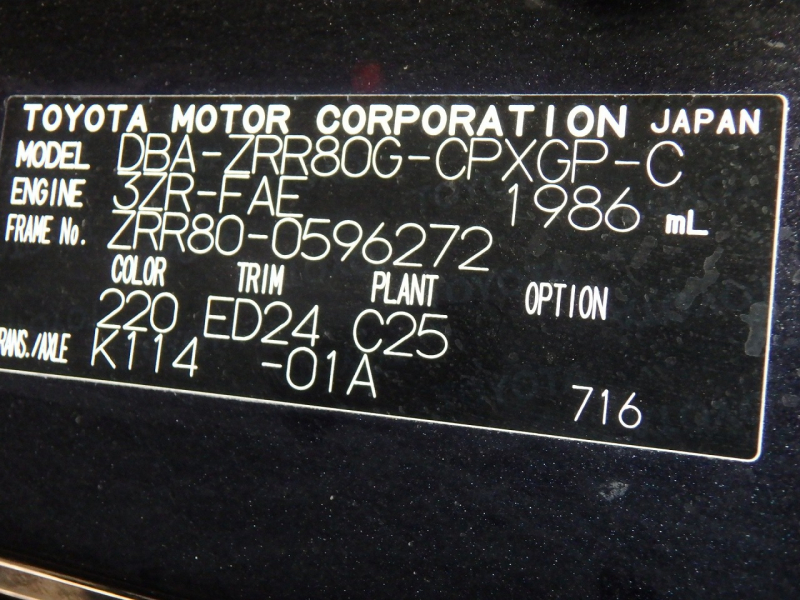 TOYOTA MOTOR CORPORATION JAPAN
MODEL DBA-ZRR80G-CPXGP-C
ENGINE 3ZR-FAE 1986 mL
FRAME No. ZRR80-0596272
COLOR TRIM PLANT OPTION
220 ED24 C25
TRANS./AXLE K114 -01A
716